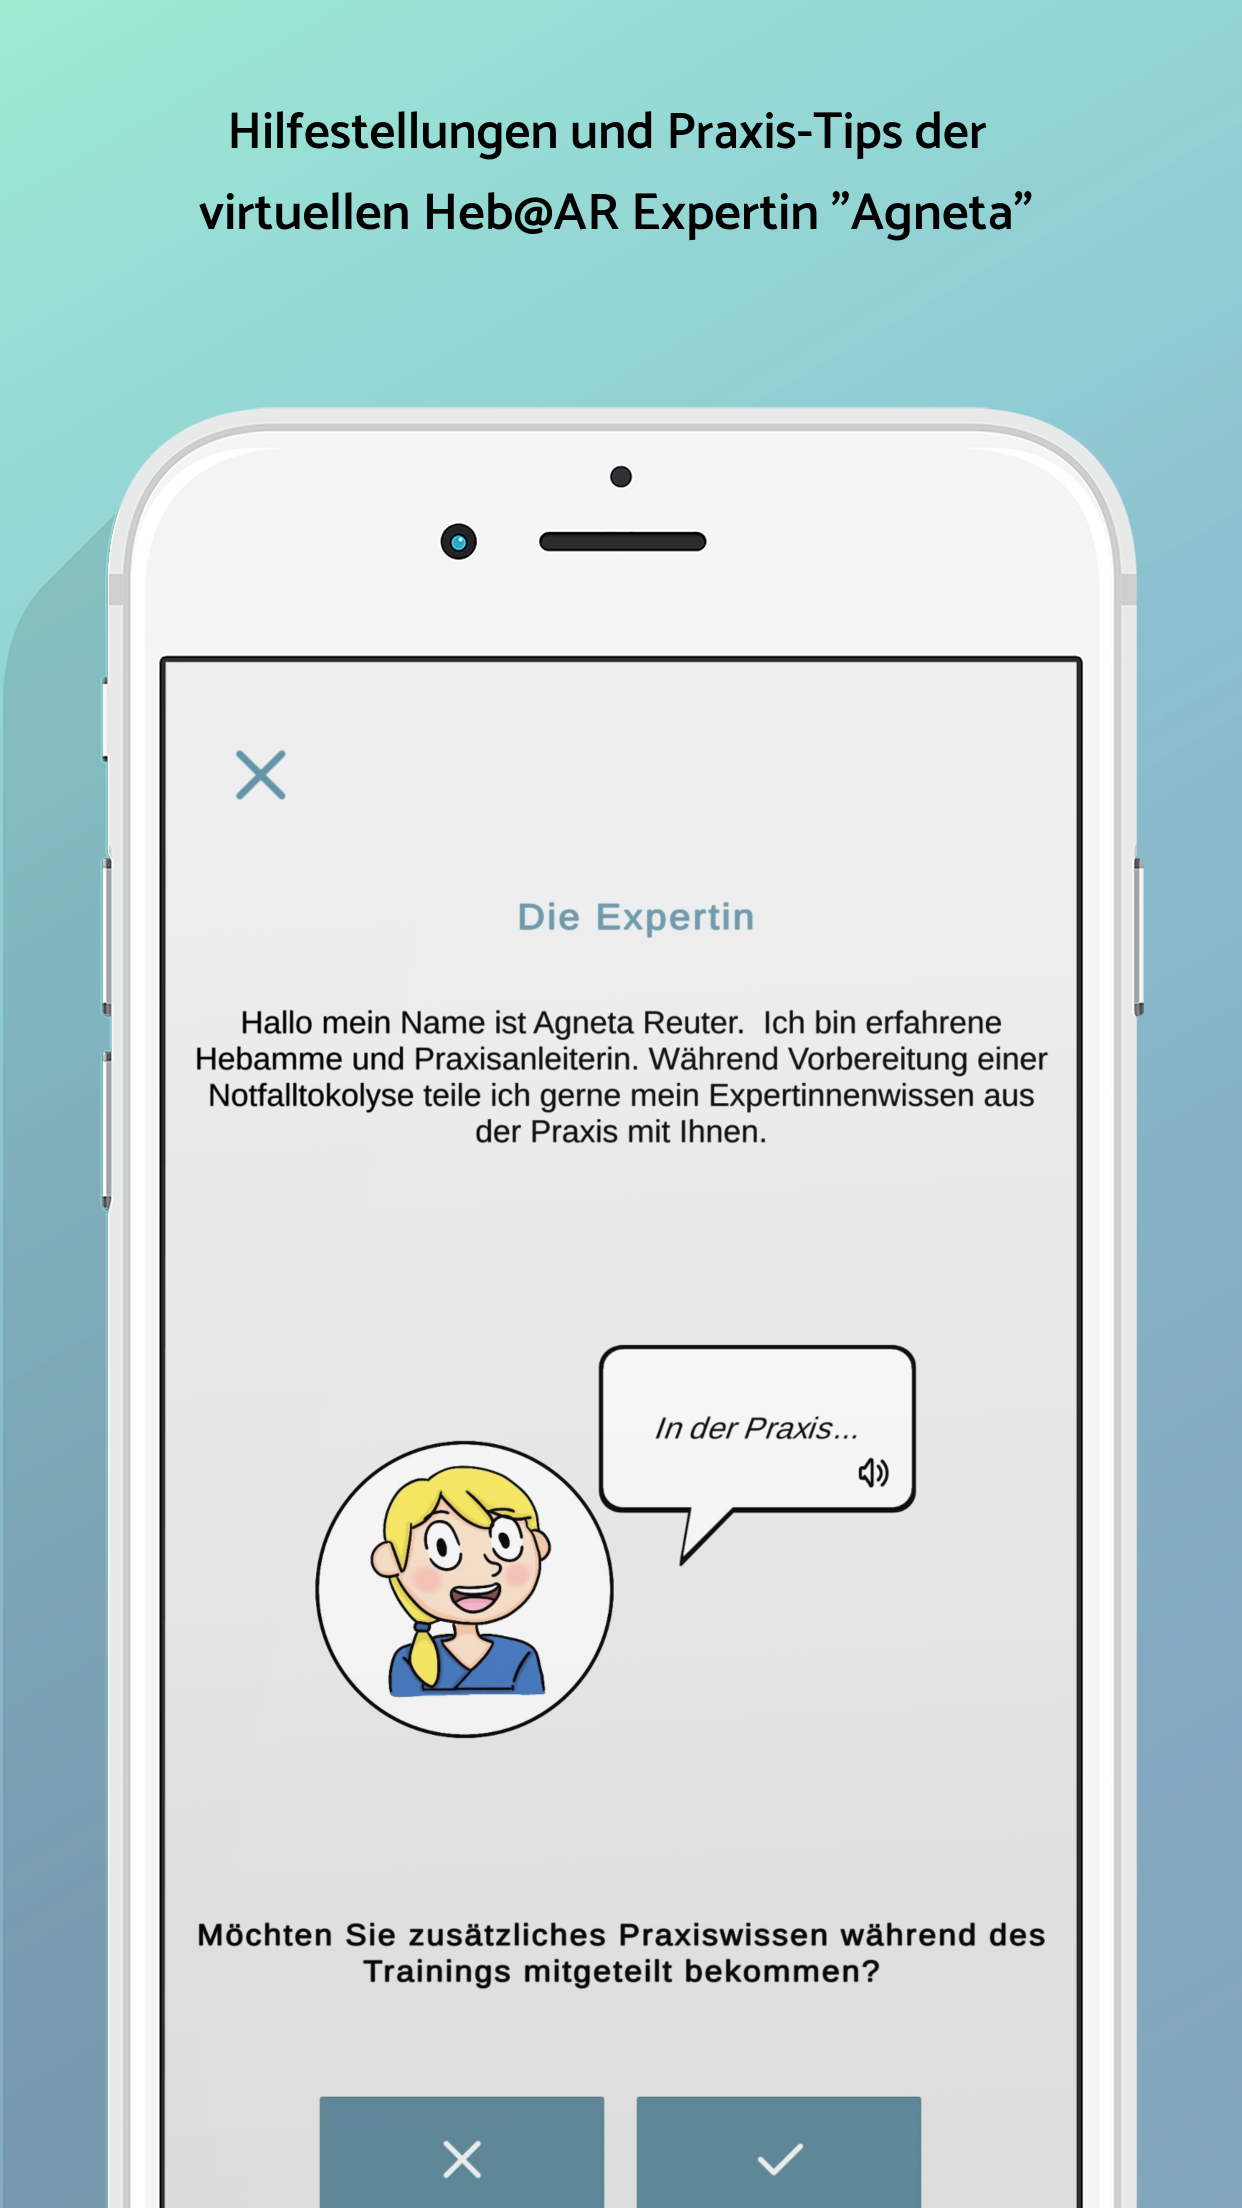 Hilfestellungen und Praxis-Tips der
virtuellen Heb@AR Expertin ”Agneta”
Die Expertin
Hallo mein Name ist Agneta Reuter.  Ich bin erfahrene
Hebamme und Praxisanleiterin. Während Vorbereitung einer
Notfalltokolyse teile ich gerne mein Expertinnenwissen aus
der Praxis mit Ihnen.
In der Praxis...
Möchten Sie zusätzliches Praxiswissen während des
Trainings mitgeteilt bekommen?